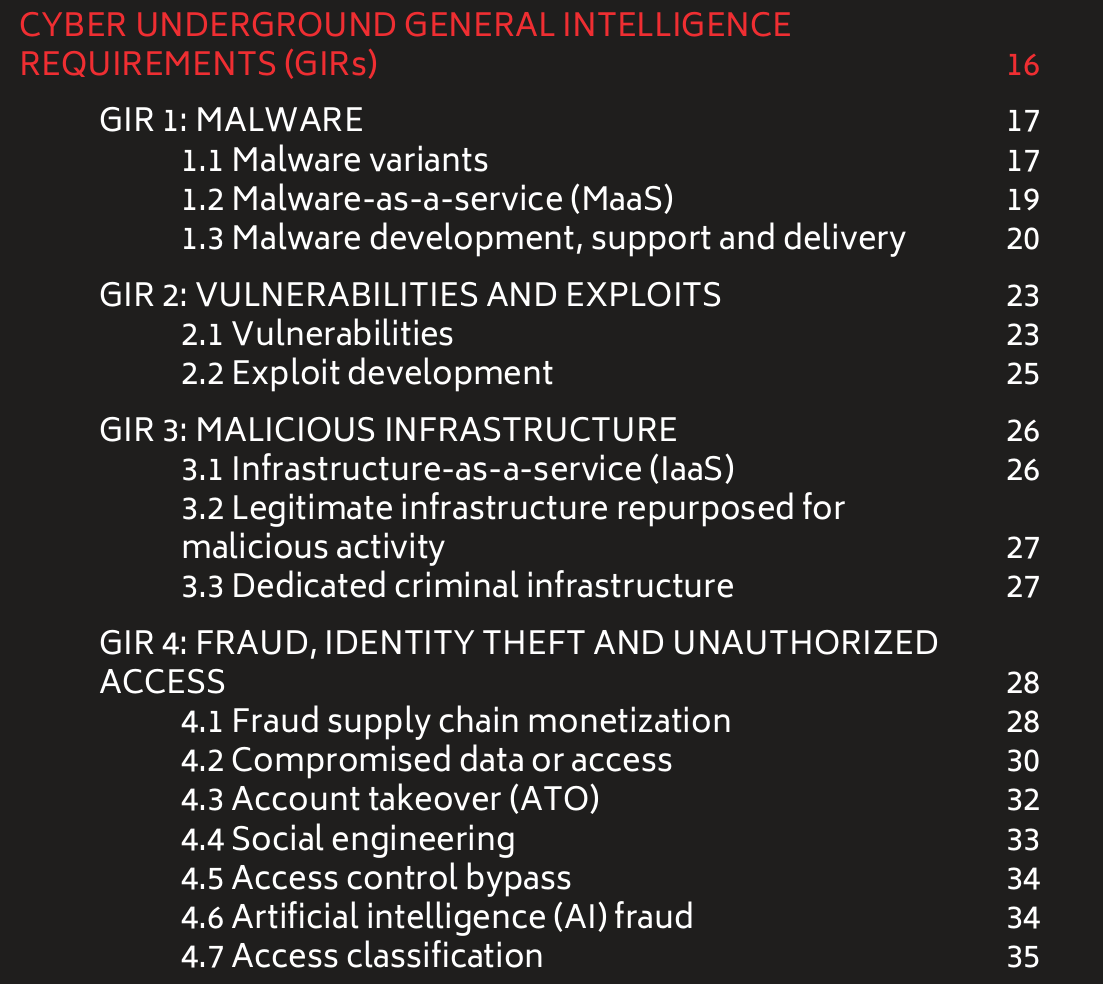 CYBER UNDERGROUND GENERAL INTELLIGENCE
REQUIREMENTS (GIRs) 16
GIR 1: MALWARE 17
1.1 Malware variants 17
1.2 Malware-as-a-service (MaaS) 19
1.3 Malware development, support and delivery 20
GIR 2: VULNERABILITIES AND EXPLOITS 23
2.1 Vulnerabilities 23
2.2 Exploit development 25
GIR 3: MALICIOUS INFRASTRUCTURE 26
3.1 Infrastructure-as-a-service (IaaS) 26
3.2 Legitimate infrastructure repurposed for
malicious activity 27
3.3 Dedicated criminal infrastructure 27
GIR 4: FRAUD, IDENTITY THEFT AND UNAUTHORIZED
ACCESS 28
4.1 Fraud supply chain monetization 28
4.2 Compromised data or access 30
4.3 Account takeover (ATO) 32
4.4 Social engineering 33
4.5 Access control bypass 34
4.6 Artificial intelligence (AI) fraud 34
4.7 Access classification 35